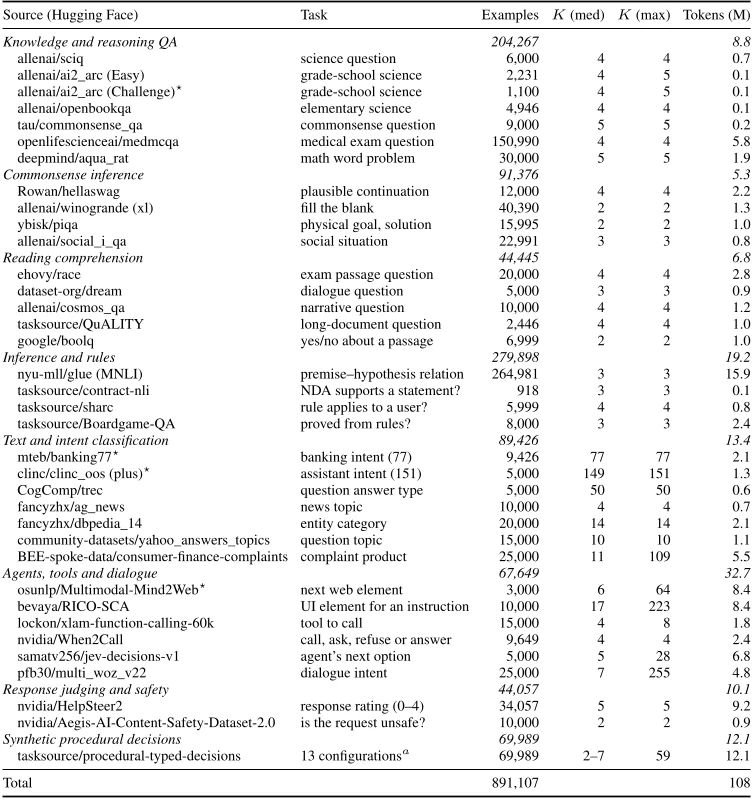 Source (Hugging Face) Task Examples K (med) K (max) Tokens (M)
Knowledge and reasoning QA 204,267 8.8
allenai/sciq science question 6,000 4 4 0.7
allenai/ai2_arc (Easy) grade-school science 2,231 4 5 0.1
allenai/ai2_arc (Challenge)* grade-school science 1,100 4 5 0.1
allenai/openbookqa elementary science 4,946 4 4 0.1
tau/commonsense_qa commonsense question 9,000 5 5 0.2
openlifescienceai/medmcqa medical exam question 150,990 4 4 5.8
deepmind/aqua_rat math word problem 30,000 5 5 1.9
Commonsense inference 91,376 5.3
Rowan/hellaswag plausible continuation 12,000 4 4 2.2
allenai/winogrande (xl) fill the blank 40,390 2 2 1.3
ybisk/piqa physical goal, solution 15,995 2 2 1.0
allenai/social_i_qa social situation 22,991 3 3 0.8
Reading comprehension 44,445 6.8
ehovy/race exam passage question 20,000 4 4 2.8
dataset-org/dream dialogue question 5,000 3 3 0.9
allenai/cosmos_qa narrative question 10,000 4 4 1.2
tasksource/QuALITY long-document question 2,446 4 4 1.0
google/boolq yes/no about a passage 6,999 2 2 1.0
Inference and rules 279,898 19.2
nyu-mll/glue (MNLI) premise–hypothesis relation 264,981 3 3 15.9
tasksource/contract-nli NDA supports a statement? 918 3 3 0.1
tasksource/sharc rule applies to a user? 5,999 4 4 0.8
tasksource/Boardgame-QA proved from rules? 8,000 3 3 2.4
Text and intent classification 89,426 13.4
mteb/banking77* banking intent (77) 9,426 77 77 2.1
clinc/clinc_oos (plus)* assistant intent (151) 5,000 149 151 1.3
CogComp/trec question answer type 5,000 50 50 0.6
fancyzhx/ag_news news topic 10,000 4 4 0.7
fancyzhx/dbpedia_14 entity category 20,000 14 14 2.1
community-datasets/yahoo_answers_topics question topic 15,000 10 10 1.1
BEE-spoke-data/consumer-finance-complaints complaint product 25,000 11 109 5.5
Agents, tools and dialogue 67,649 32.7
osunlp/Multimodal-Mind2Web* next web element 3,000 6 64 8.4
bevaya/RICO-SCA UI element for an instruction 10,000 17 223 8.4
lockon/xlam-function-calling-60k tool to call 15,000 4 8 1.8
nvidia/When2Call call, ask, refuse or answer 9,649 4 4 2.4
samatv256/jev-decisions-v1 agent's next option 5,000 5 28 6.8
pfb30/multi_woz_v22 dialogue intent 25,000 7 255 4.8
Response judging and safety 44,057 10.1
nvidia/HelpSteer2 response rating (0–4) 34,057 5 5 9.2
nvidia/Aegis-AI-Content-Safety-Dataset-2.0 is the request unsafe? 10,000 2 2 0.9
Synthetic procedural decisions 69,989 12.1
tasksource/procedural-typed-decisions 13 configurationsᵃ 69,989 2–7 59 12.1
Total 891,107 108